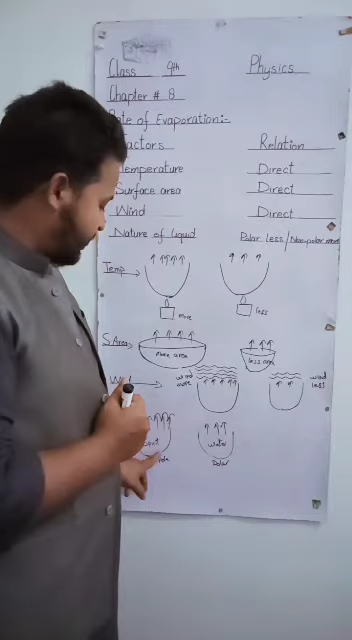 Class 9th Physics
Chapter # 8
Rate of Evaporation:-
Factors Relation
Temperature Direct
Surface area Direct
Wind Direct
Nature of liquid Polar less/Non-polar more
Temp
more less
S Area
more area less area
wind more wind less
Water
Polar